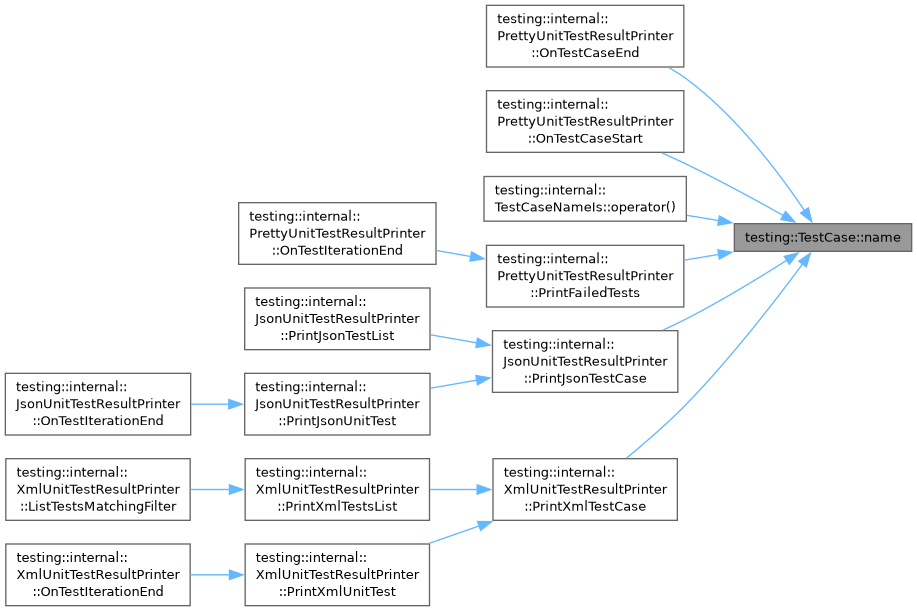 testing::internal::
PrettyUnitTestResultPrinter
::OnTestCaseEnd
testing::internal::
PrettyUnitTestResultPrinter
::OnTestCaseStart
testing::internal::
TestCaseNameIs::operator()
testing::TestCase::name
testing::internal::
PrettyUnitTestResultPrinter
::OnTestIterationEnd
testing::internal::
PrettyUnitTestResultPrinter
::PrintFailedTests
testing::internal::
JsonUnitTestResultPrinter
::PrintJsonTestList
testing::internal::
JsonUnitTestResultPrinter
::PrintJsonTestCase
testing::internal::
JsonUnitTestResultPrinter
::OnTestIterationEnd
testing::internal::
JsonUnitTestResultPrinter
::PrintJsonUnitTest
testing::internal::
XmlUnitTestResultPrinter
::ListTestsMatchingFilter
testing::internal::
XmlUnitTestResultPrinter
::PrintXmlTestsList
testing::internal::
XmlUnitTestResultPrinter
::PrintXmlTestCase
testing::internal::
XmlUnitTestResultPrinter
::OnTestIterationEnd
testing::internal::
XmlUnitTestResultPrinter
::PrintXmlUnitTest